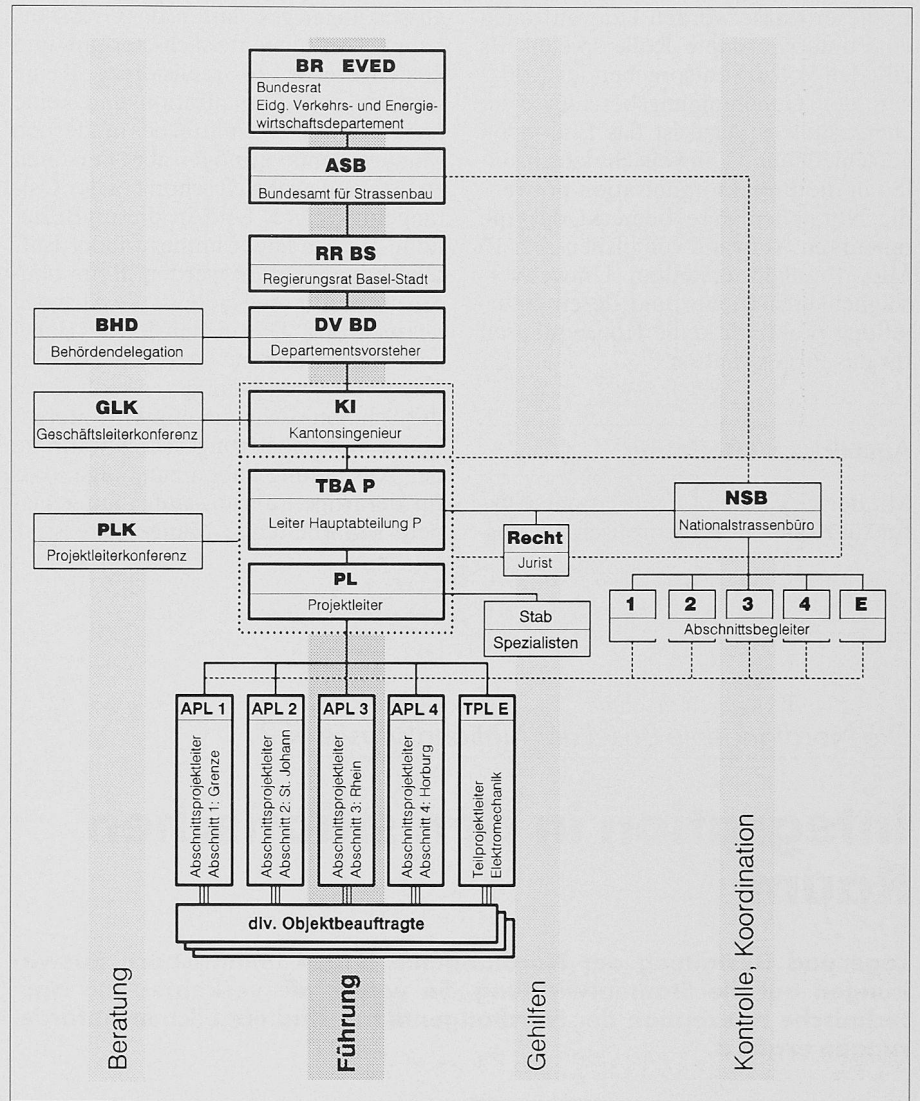 BR EVED
Bundesrat
Eidg. Verkehrs- und Energie-
wirtschaftsdepartement
ASB
Bundesamt für Strassenbau
RR BS
Regierungsrat Basel-Stadt
BHD
Behördendelegation
DV BD
Departementsvorsteher
GLK
Geschäftsleiterkonferenz
KI
Kantonsingenieur
TBA P
Leiter Hauptabteilung P
NSB
Nationalstrassenbüro
PLK
Projektleiterkonferenz
Recht
Jurist
PL
Projektleiter
Stab
Spezialisten
1 2 3 4 E
Abschnittsbegleiter
APL 1
Abschnittsprojektleiter
Abschnitt 1: Grenze
APL 2
Abschnittsprojektleiter
Abschnitt 2: St. Johann
APL 3
Abschnittsprojektleiter
Abschnitt 3: Rhein
APL 4
Abschnittsprojektleiter
Abschnitt 4: Horburg
TPL E
Teilprojektleiter
Elektromechanik
div. Objektbeauftragte
Beratung
Führung
Gehilfen
Kontrolle, Koordination